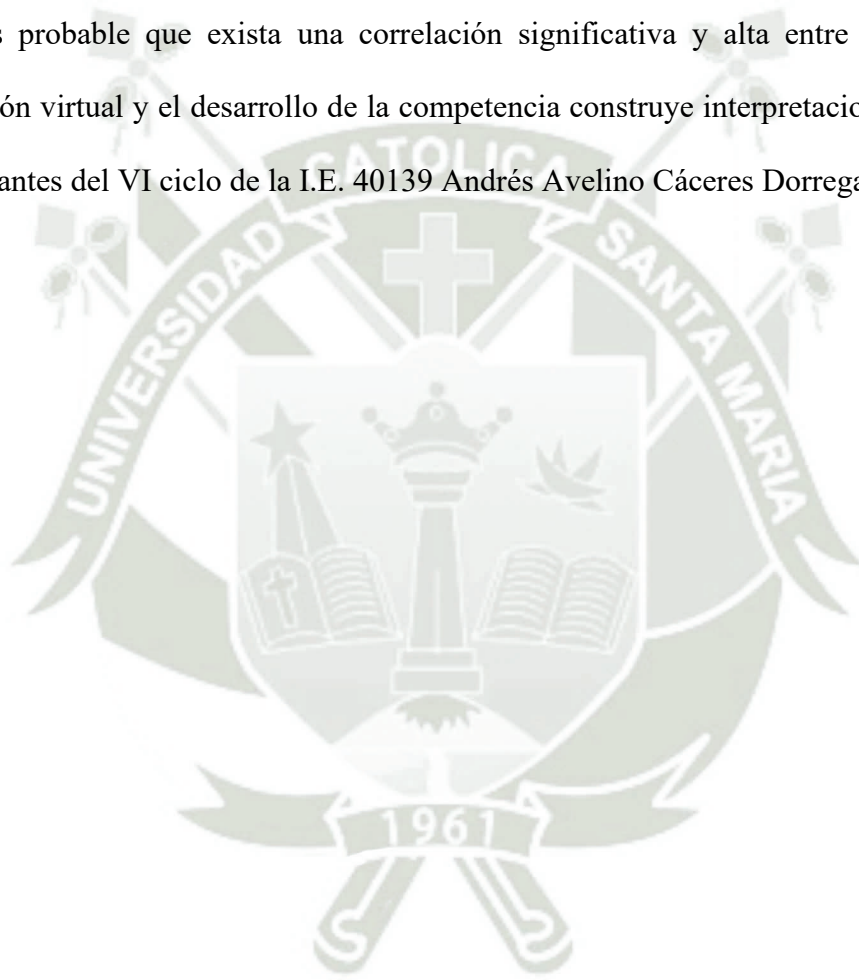 probable que exista una correlación significativa y alta entre
ón virtual y el desarrollo de la competencia construye interpretacio
antes del VI ciclo de la I.E. 40139 Andrés Avelino Cáceres Dorrega
UNIVERSIDAD CATOLICA SANTA MARIA
1961